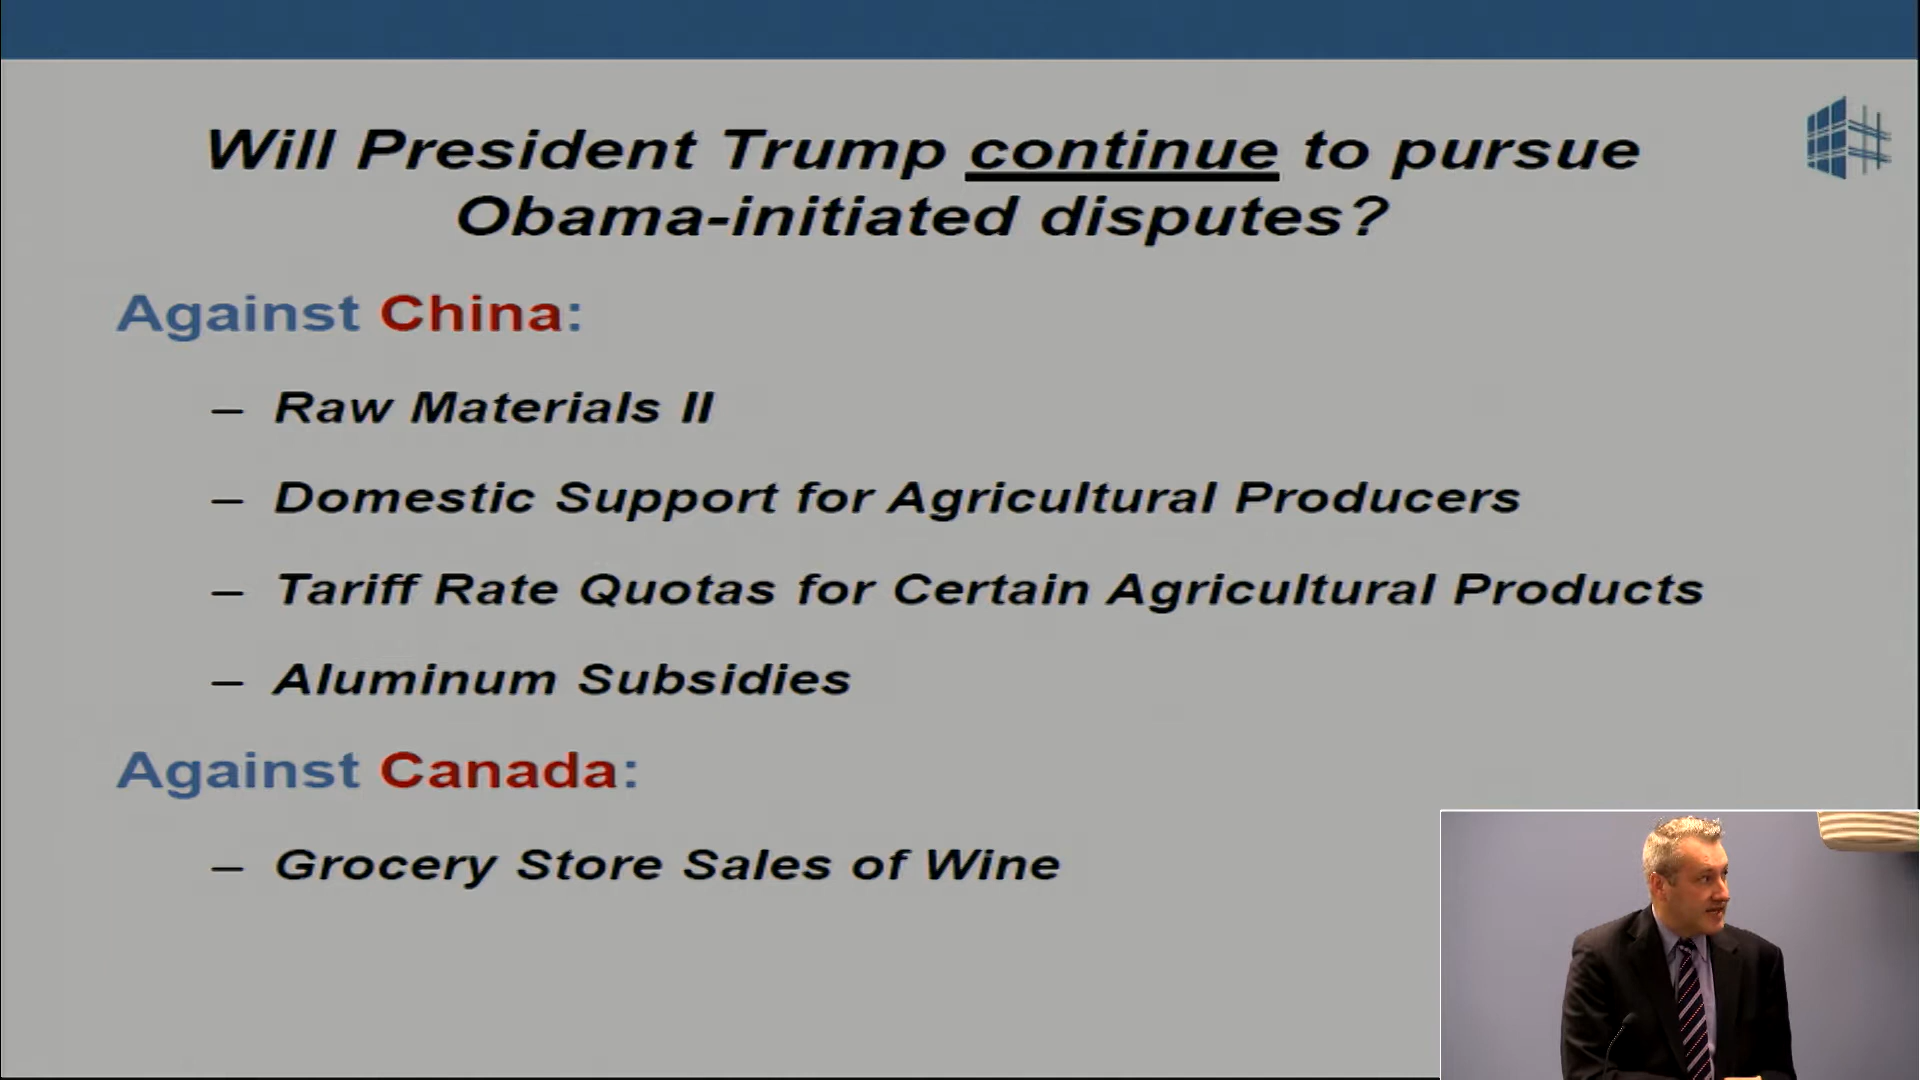 Will President Trump continue to pursue
Obama-initiated disputes?
Against China:
– Raw Materials II
– Domestic Support for Agricultural Producers
– Tariff Rate Quotas for Certain Agricultural Products
– Aluminum Subsidies
Against Canada:
– Grocery Store Sales of Wine